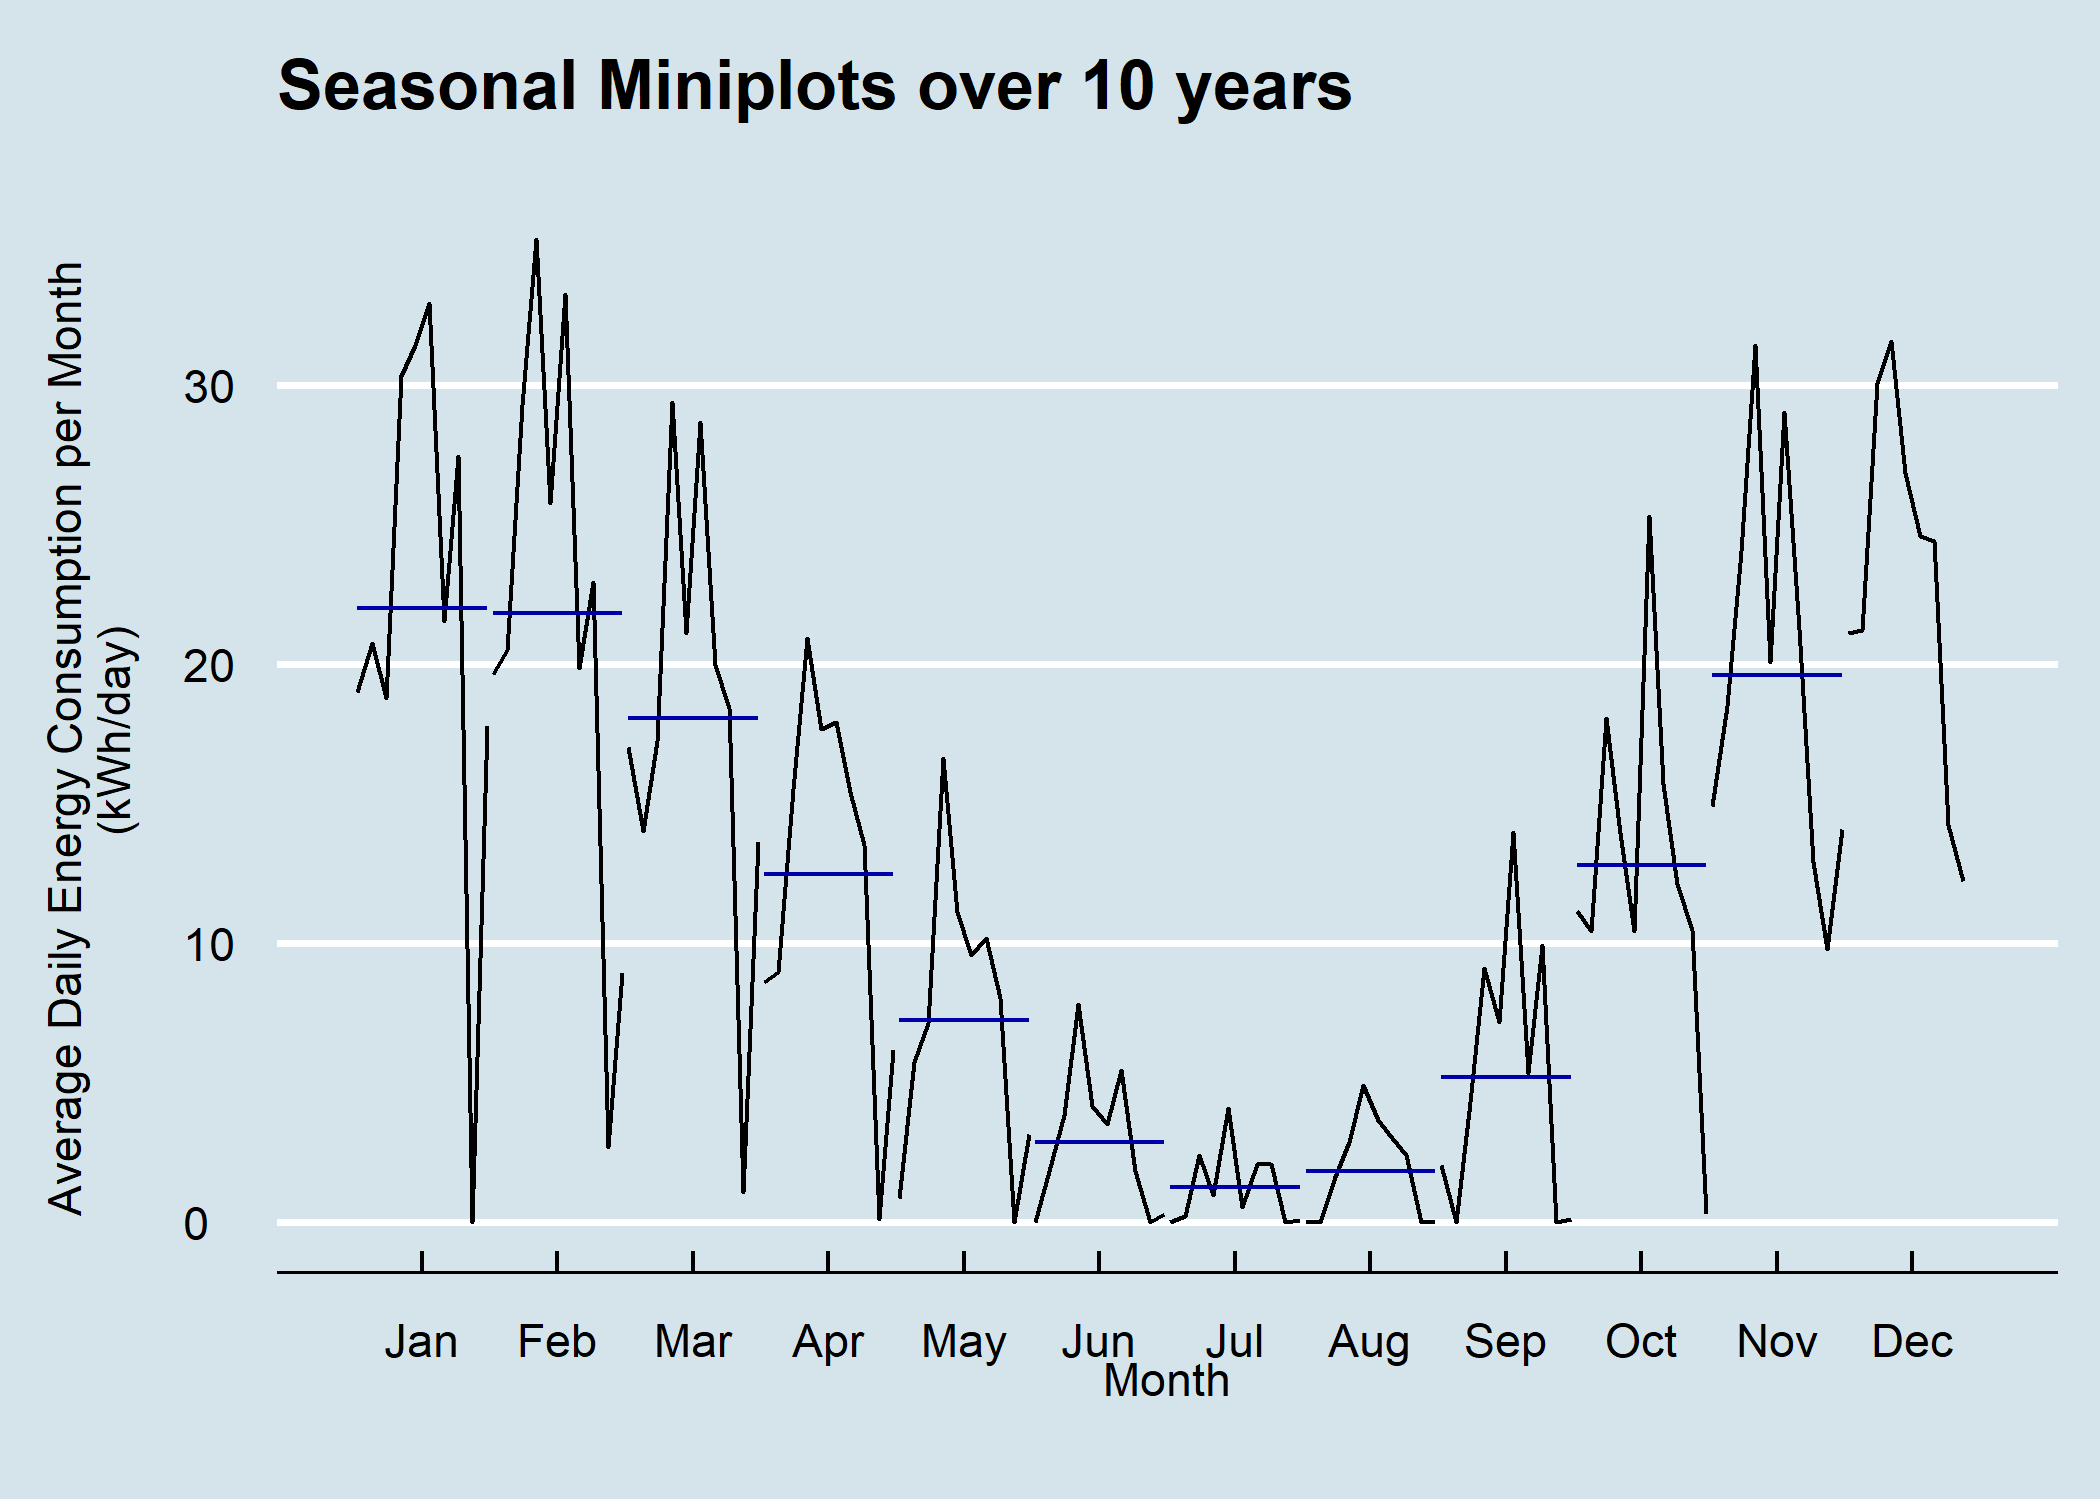 Seasonal Miniplots over 10 years
Average Daily Energy Consumption per Month
(kWh/day)
30
20
10
0
Jan Feb Mar Apr May Jun Jul Aug Sep Oct Nov Dec
Month